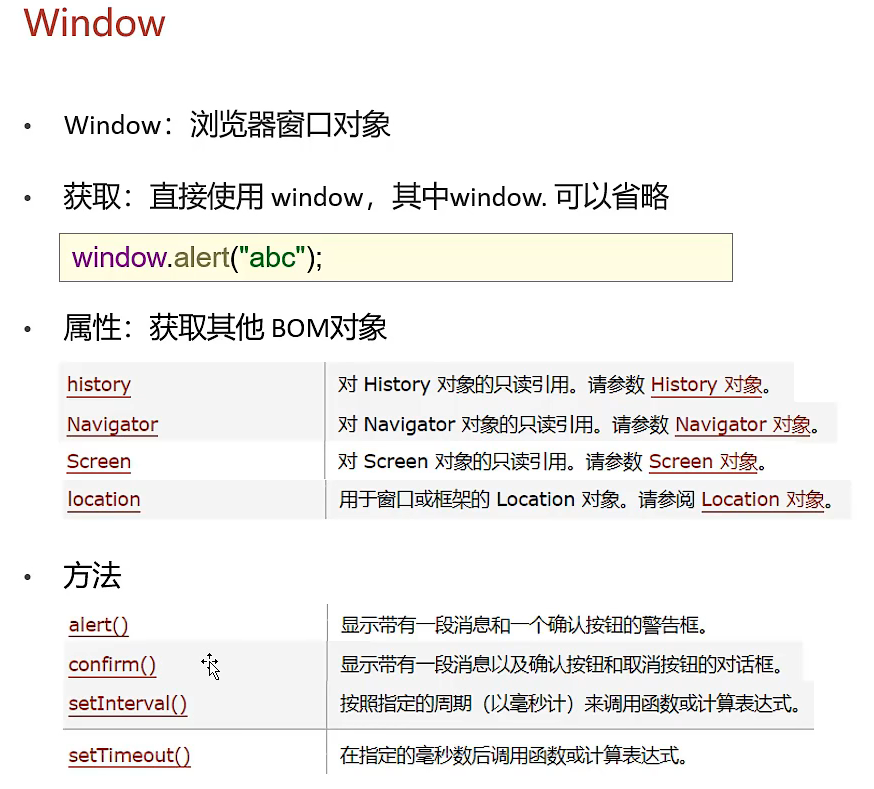 Window
• Window：浏览器窗口对象
• 获取：直接使用 window，其中window. 可以省略
window.alert("abc");
• 属性：获取其他 BOM对象
history 对 History 对象的只读引用。请参数 History 对象。
Navigator 对 Navigator 对象的只读引用。请参数 Navigator 对象。
Screen 对 Screen 对象的只读引用。请参数 Screen 对象。
location 用于窗口或框架的 Location 对象。请参阅 Location 对象。
• 方法
alert() 显示带有一段消息和一个确认按钮的警告框。
confirm() 显示带有一段消息以及确认按钮和取消按钮的对话框。
setInterval() 按照指定的周期（以毫秒计）来调用函数或计算表达式。
setTimeout() 在指定的毫秒数后调用函数或计算表达式。